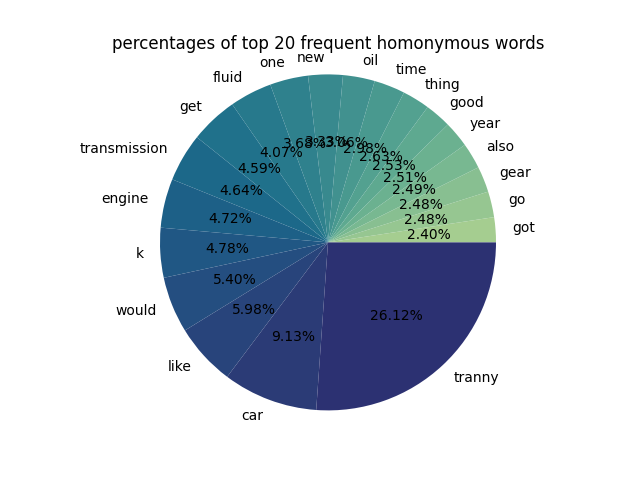 percentages of top 20 frequent homonymous words
got
2.40%
go
2.48%
gear
2.48%
also
2.49%
year
2.51%
good
2.53%
thing
2.63%
time
2.98%
oil
3.06%
new
one
3.68%
fluid
4.07%
get
4.59%
transmission
4.64%
engine
4.72%
k
4.78%
would
5.40%
like
5.98%
car
9.13%
tranny
26.12%